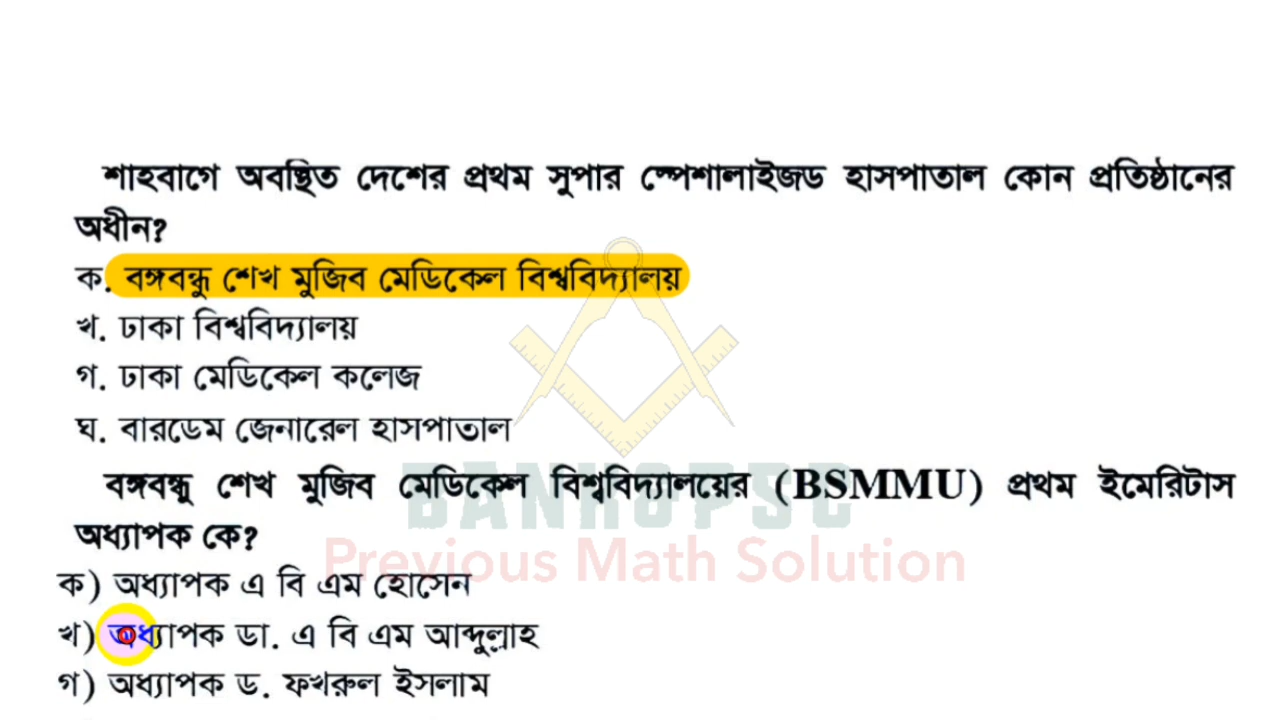 শাহবাগে অবস্থিত দেশের প্রথম সুপার স্পেশালাইজড হাসপাতাল কোন প্রতিষ্ঠানের
অধীন?
ক. বঙ্গবন্ধু শেখ মুজিব মেডিকেল বিশ্ববিদ্যালয়
খ. ঢাকা বিশ্ববিদ্যালয়
গ. ঢাকা মেডিকেল কলেজ
ঘ. বারডেম জেনারেল হাসপাতাল
BANKOPSC
বঙ্গবন্ধু শেখ মুজিব মেডিকেল বিশ্ববিদ্যালয়ের (BSMMU) প্রথম ইমেরিটাস
অধ্যাপক কে?
Previous Math Solution
ক) অধ্যাপক এ বি এম হোসেন
খ) অধ্যাপক ডা. এ বি এম আব্দুল্লাহ
গ) অধ্যাপক ড. ফখরুল ইসলাম